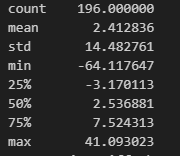 count 196.000000
mean 2.412836
std 14.482761
min -64.117647
25% -3.170113
50% 2.536881
75% 7.524313
max 41.093023